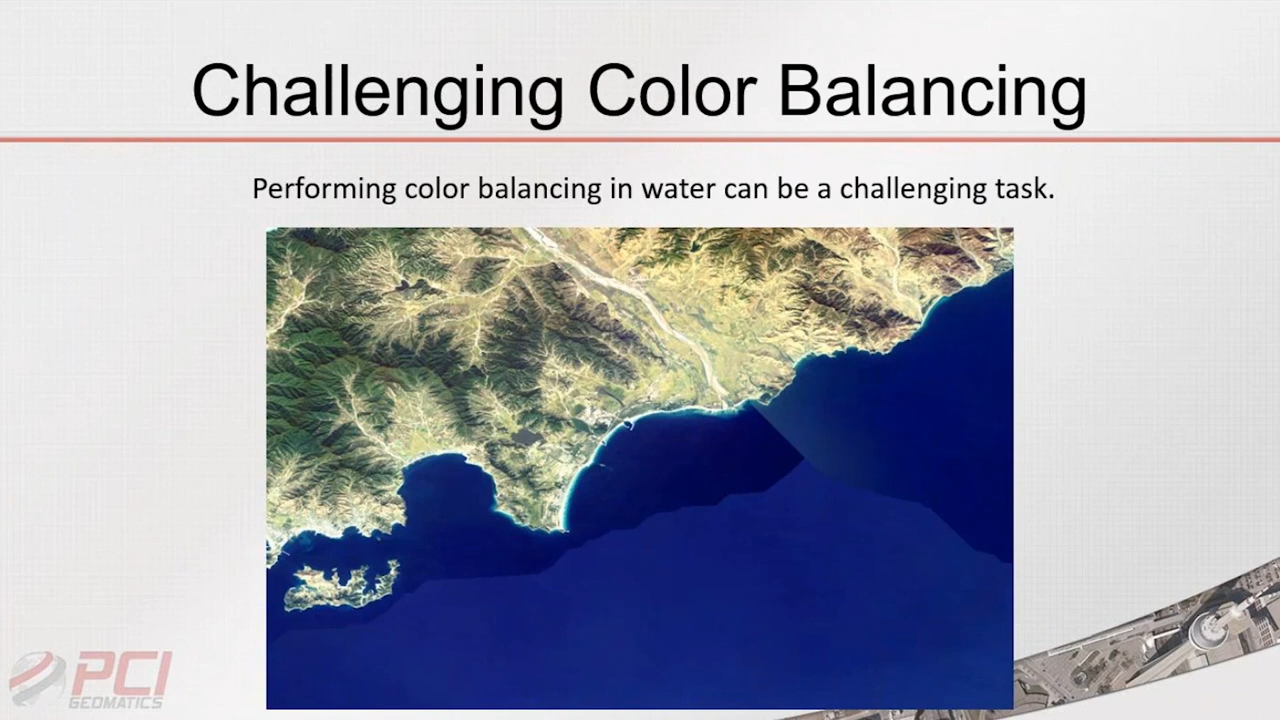 Challenging Color Balancing
Performing color balancing in water can be a challenging task.
PCI
GEOMATICS